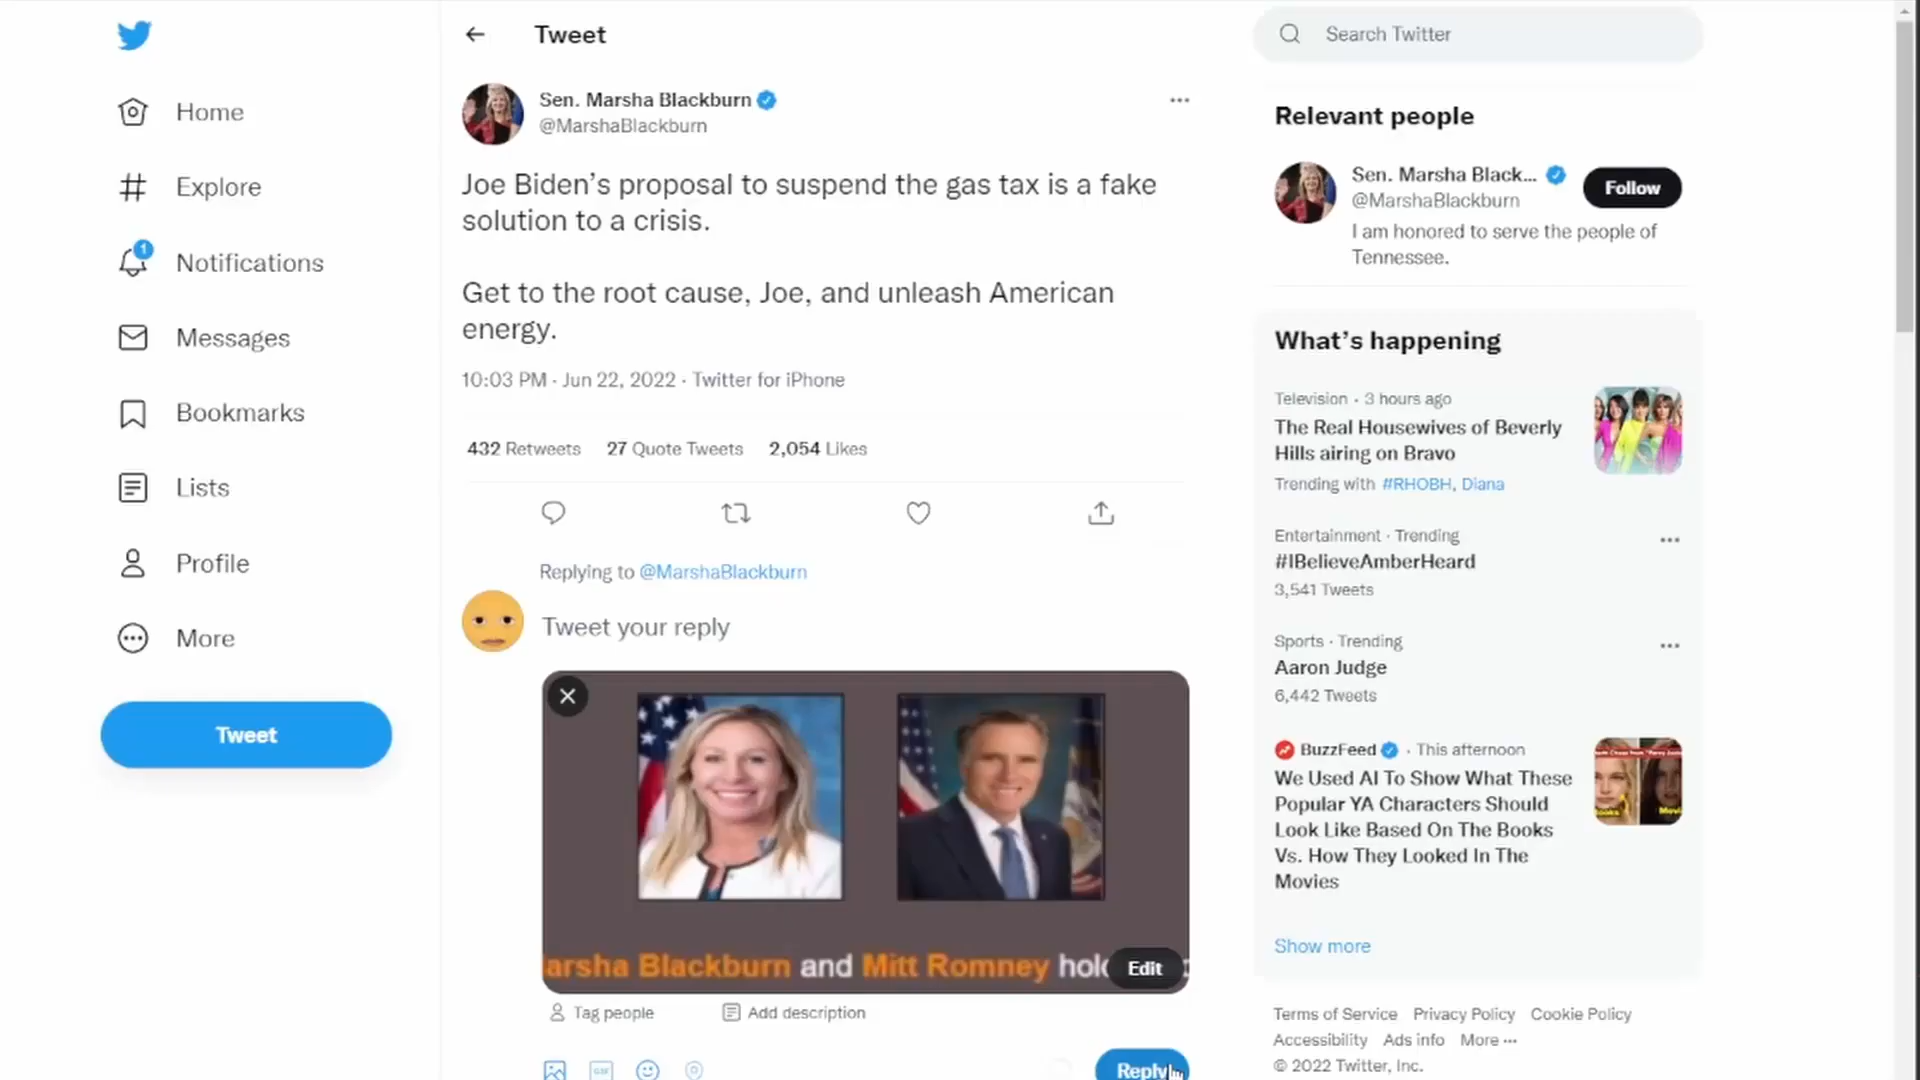 Tweet
Search Twitter
Home
Explore
1
Notifications
Messages
Bookmarks
Lists
Profile
More
Tweet
Sen. Marsha Blackburn
@MarshaBlackburn
Joe Biden’s proposal to suspend the gas tax is a fake
solution to a crisis.
Get to the root cause, Joe, and unleash American
energy.
10:03 PM · Jun 22, 2022 · Twitter for iPhone
432 Retweets 27 Quote Tweets 2,054 Likes
Replying to @MarshaBlackburn
Tweet your reply
arsha Blackburn and Mitt Romney hold
Edit
Tag people
Add description
GIF
Reply
Relevant people
Sen. Marsha Black...
@MarshaBlackburn
Follow
I am honored to serve the people of
Tennessee.
What’s happening
Television · 3 hours ago
The Real Housewives of Beverly
Hills airing on Bravo
Trending with #RHOBH, Diana
Entertainment · Trending
#IBelieveAmberHeard
3,541 Tweets
Sports · Trending
Aaron Judge
6,442 Tweets
BuzzFeed · This afternoon
We Used AI To Show What These
Popular YA Characters Should
Look Like Based On The Books
Vs. How They Looked In The
Movies
Show more
Terms of Service Privacy Policy Cookie Policy
Accessibility Ads info More ···
© 2022 Twitter, Inc.